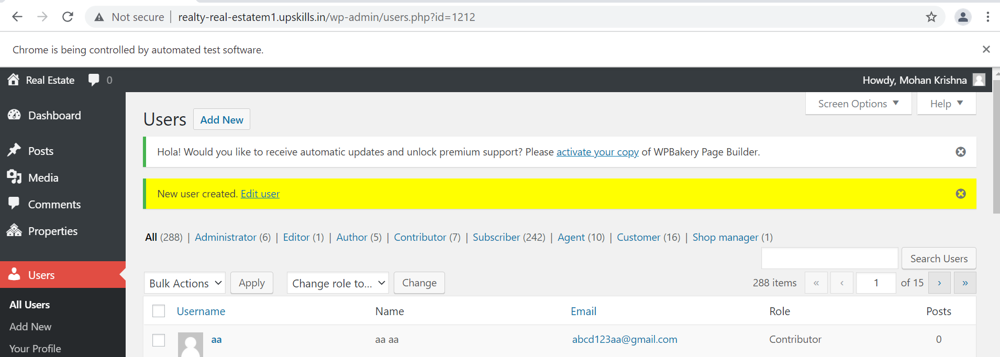 Not secure | realty-real-estatem1.upskills.in/wp-admin/users.php?id=1212
Chrome is being controlled by automated test software.
Real Estate 0
Howdy, Mohan Krishna
Screen Options ▼
Help ▼
Dashboard
Posts
Media
Comments
Properties
Users
All Users
Add New
Your Profile
Users Add New
Hola! Would you like to receive automatic updates and unlock premium support? Please activate your copy of WPBakery Page Builder.
New user created. Edit user
All (288) | Administrator (6) | Editor (1) | Author (5) | Contributor (7) | Subscriber (242) | Agent (10) | Customer (16) | Shop manager (1)
Search Users
Bulk Actions Apply Change role to... Change 288 items « ‹ 1 of 15 › »
Username Name Email Role Posts
aa aa aa abcd123aa@gmail.com Contributor 0